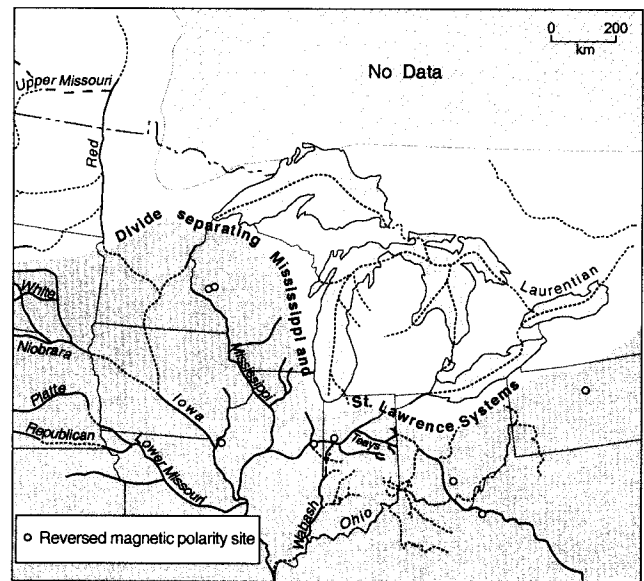 0 200
km
No Data
Upper Missouri
Red
Divide separating Mississippi and
St. Lawrence Systems
Laurentian
White
Niobrara
Platte
Republican
Iowa
Mississippi
Lower Missouri
Teays
Wabash
Ohio
Reversed magnetic polarity site